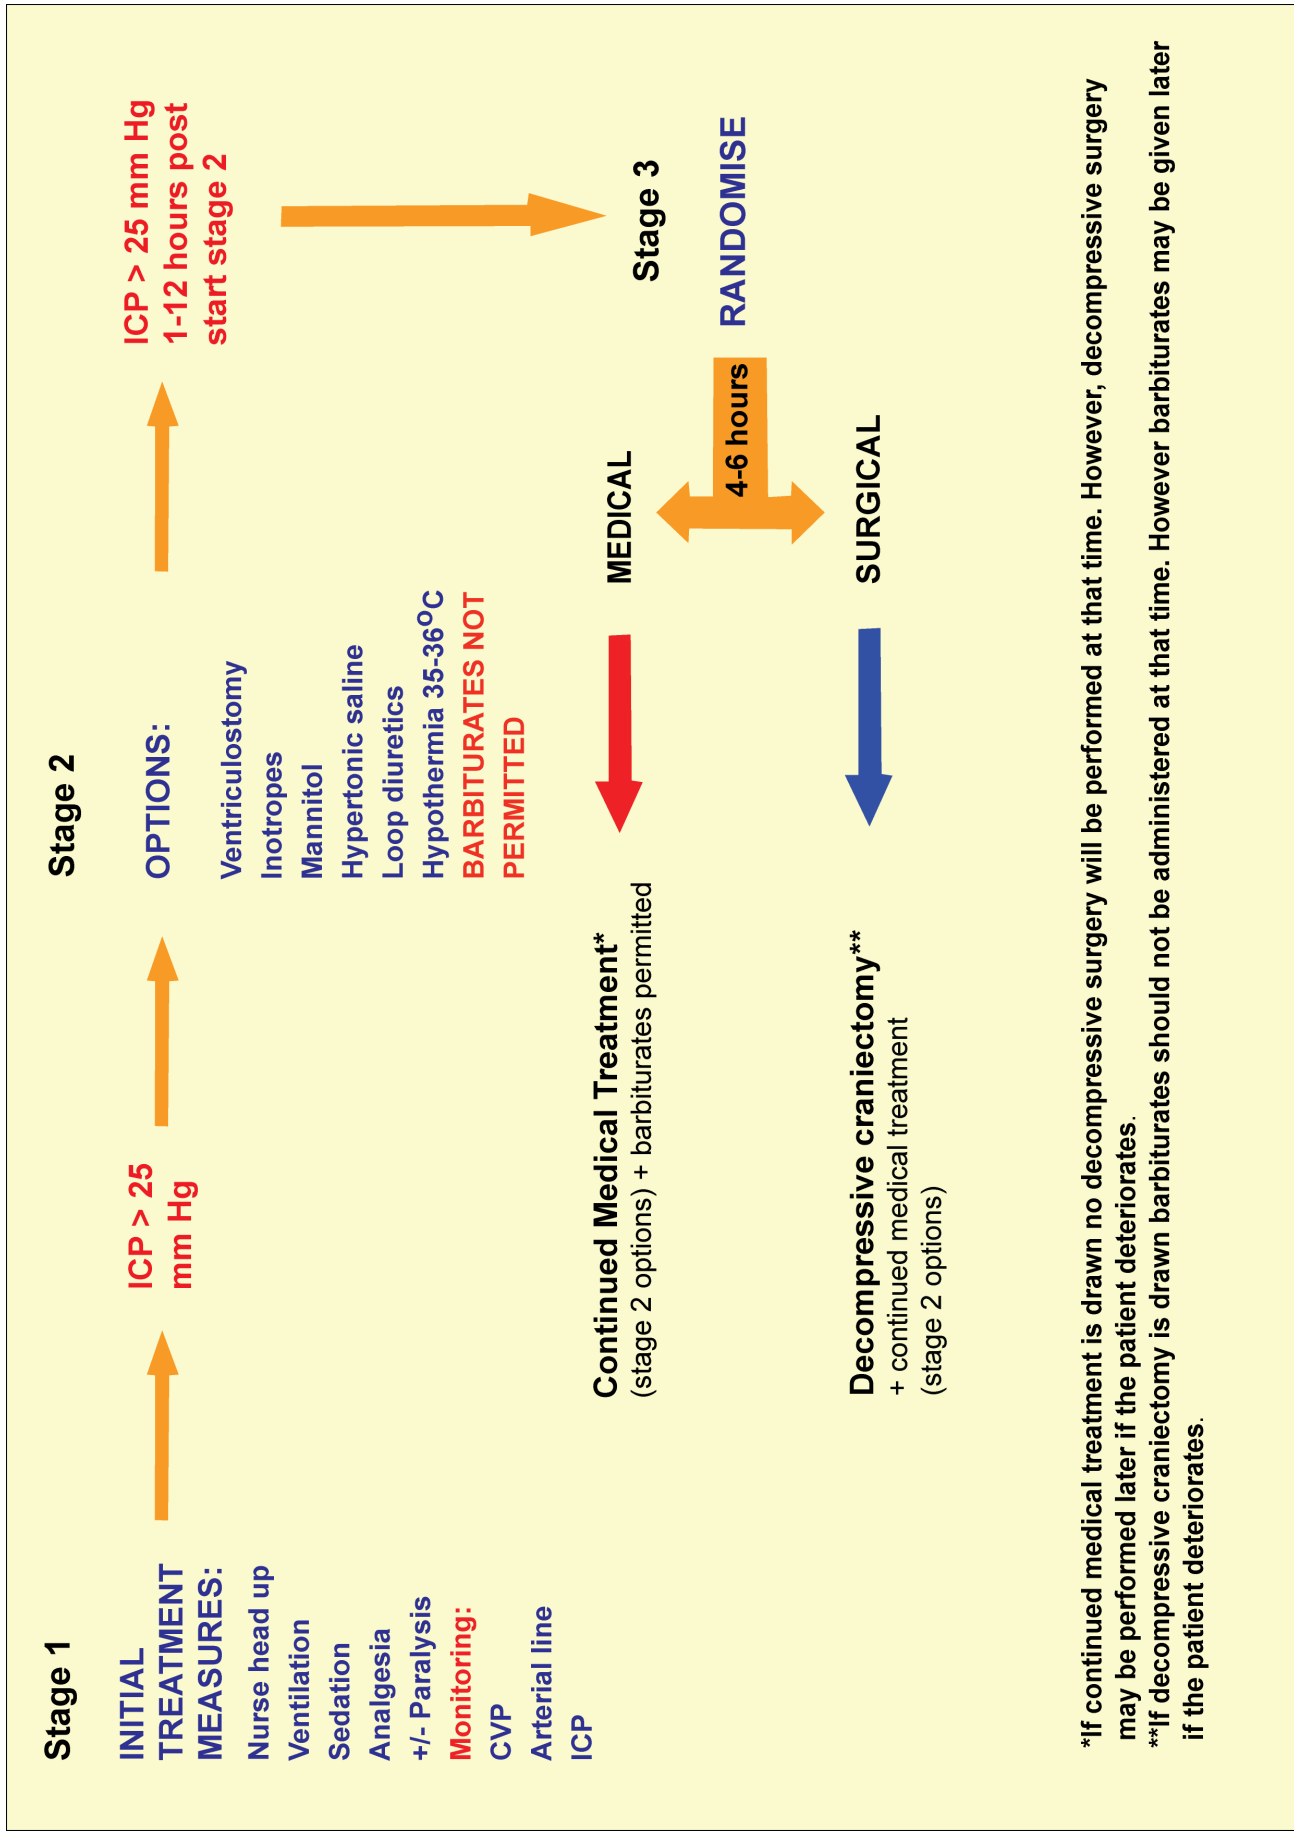 Stage 1
INITIAL
TREATMENT
MEASURES:
Nurse head up
Ventilation
Sedation
Analgesia
+/- Paralysis
Monitoring:
CVP
Arterial line
ICP
ICP > 25
mm Hg
Stage 2
OPTIONS:
Ventriculostomy
Inotropes
Mannitol
Hypertonic saline
Loop diuretics
Hypothermia 35-36ºC
BARBITURATES NOT
PERMITTED
ICP > 25 mm Hg
1-12 hours post
start stage 2
Stage 3
RANDOMISE
4-6 hours
MEDICAL
SURGICAL
Continued Medical Treatment*
(stage 2 options) + barbiturates permitted
Decompressive craniectomy**
+ continued medical treatment
(stage 2 options)
*If continued medical treatment is drawn no decompressive surgery will be performed at that time. However, decompressive surgery
may be performed later if the patient deteriorates.
**If decompressive craniectomy is drawn barbiturates should not be administered at that time. However barbiturates may be given later
if the patient deteriorates.